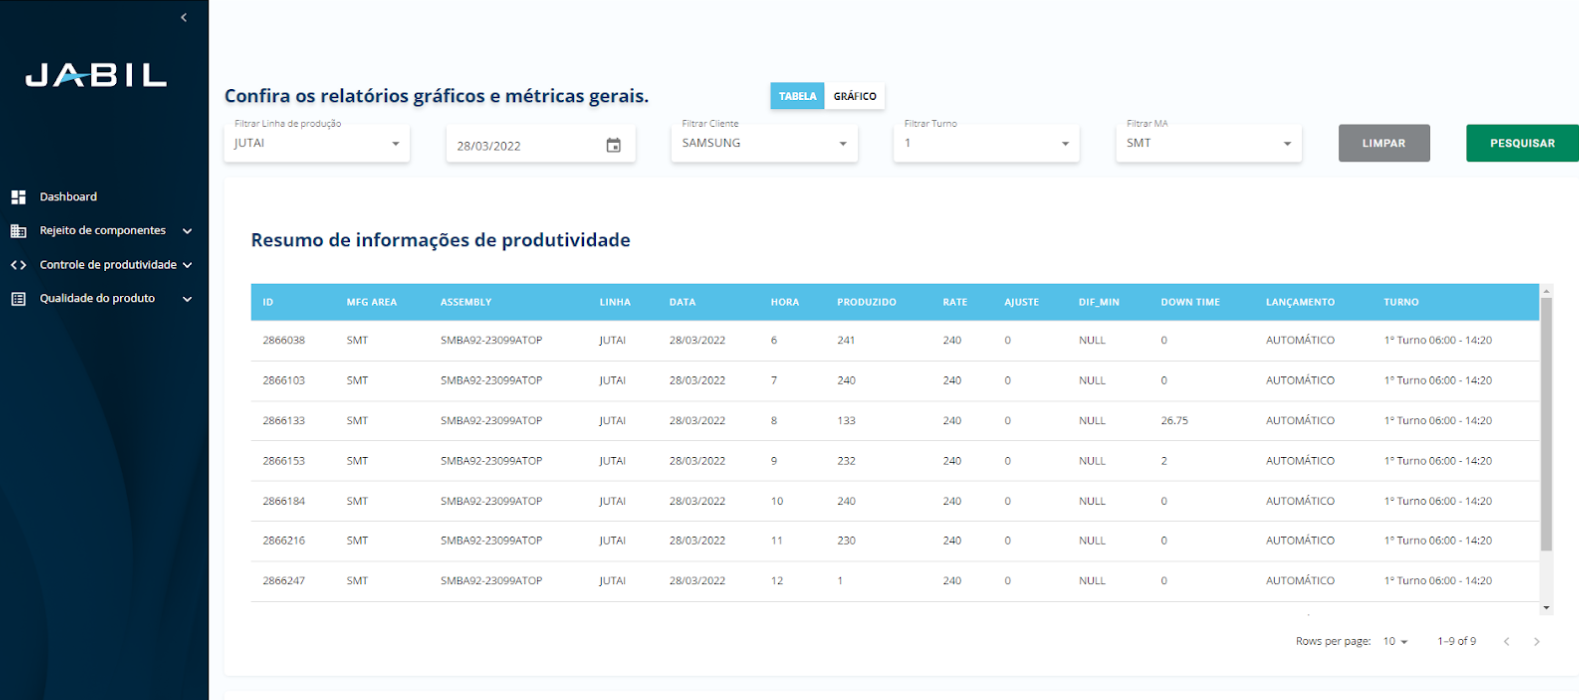 JABIL
Dashboard
Rejeito de componentes
Controle de produtividade
Qualidade do produto
Confira os relatórios gráficos e métricas gerais.
TABELA GRÁFICO
Filtrar Linha de produção Filtrar Cliente Filtrar Turno Filtrar MA
JUTAI 28/03/2022 SAMSUNG 1 SMT LIMPAR PESQUISAR
Resumo de informações de produtividade
ID MFG AREA ASSEMBLY LINHA DATA HORA PRODUZIDO RATE AJUSTE DIF_MIN DOWN TIME LANÇAMENTO TURNO
2866038 SMT SMBA92-23099ATOP JUTAI 28/03/2022 6 241 240 0 NULL 0 AUTOMÁTICO 1º Turno 06:00 - 14:20
2866103 SMT SMBA92-23099ATOP JUTAI 28/03/2022 7 240 240 0 NULL 0 AUTOMÁTICO 1º Turno 06:00 - 14:20
2866133 SMT SMBA92-23099ATOP JUTAI 28/03/2022 8 133 240 0 NULL 26.75 AUTOMÁTICO 1º Turno 06:00 - 14:20
2866153 SMT SMBA92-23099ATOP JUTAI 28/03/2022 9 232 240 0 NULL 2 AUTOMÁTICO 1º Turno 06:00 - 14:20
2866184 SMT SMBA92-23099ATOP JUTAI 28/03/2022 10 240 240 0 NULL 0 AUTOMÁTICO 1º Turno 06:00 - 14:20
2866216 SMT SMBA92-23099ATOP JUTAI 28/03/2022 11 230 240 0 NULL 0 AUTOMÁTICO 1º Turno 06:00 - 14:20
2866247 SMT SMBA92-23099ATOP JUTAI 28/03/2022 12 1 240 0 NULL 0 AUTOMÁTICO 1º Turno 06:00 - 14:20
Rows per page: 10 1-9 of 9